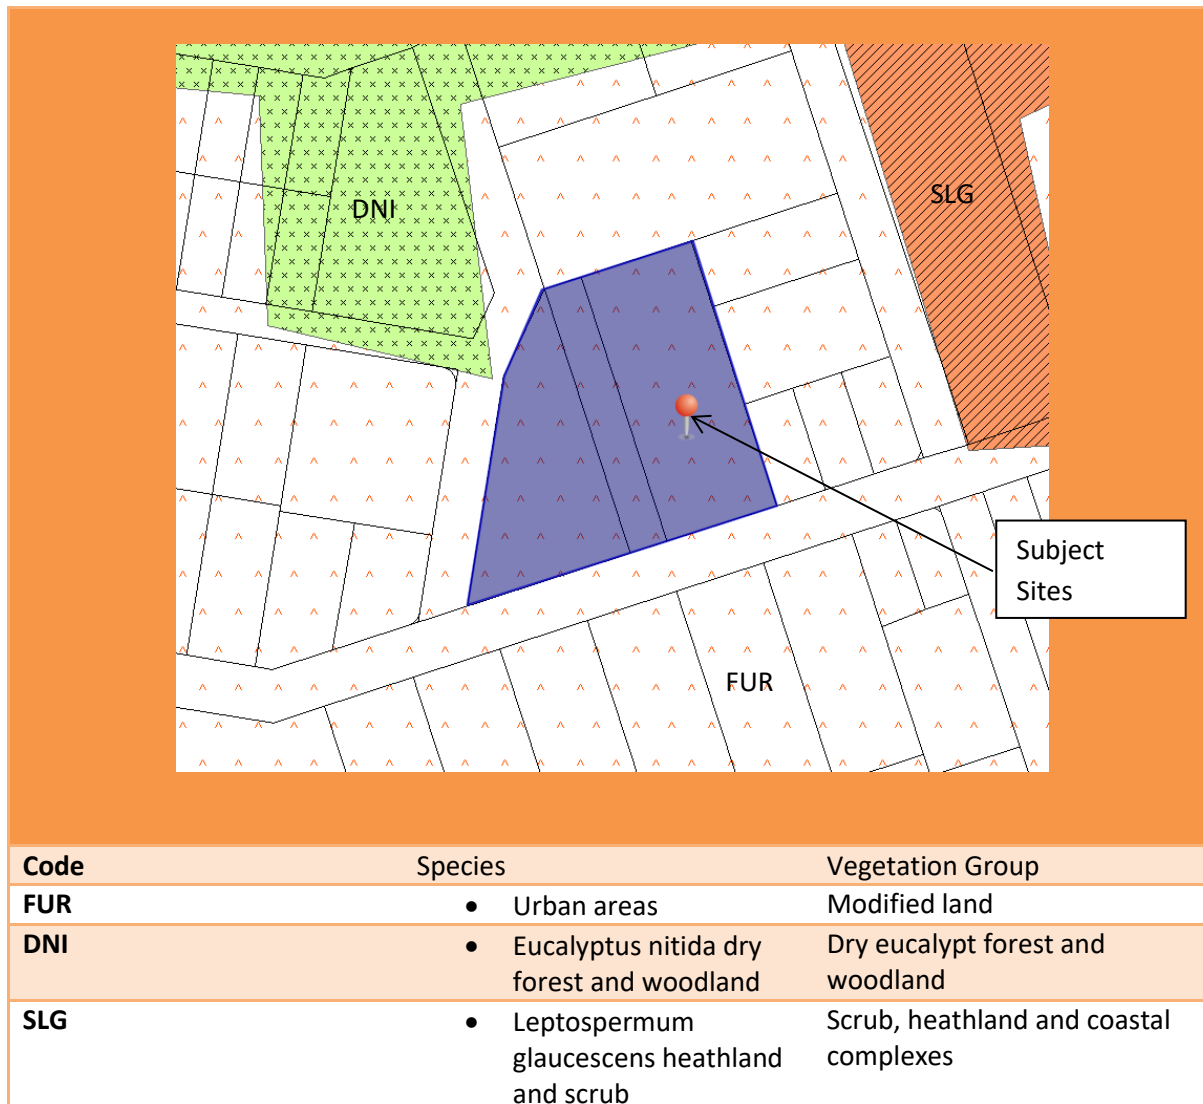 DNI
SLG
Subject
Sites
FUR
Code Species Vegetation Group
FUR • Urban areas Modified land
DNI • Eucalyptus nitida dry Dry eucalypt forest and
forest and woodland woodland
SLG • Leptospermum Scrub, heathland and coastal
glaucescens heathland complexes
and scrub